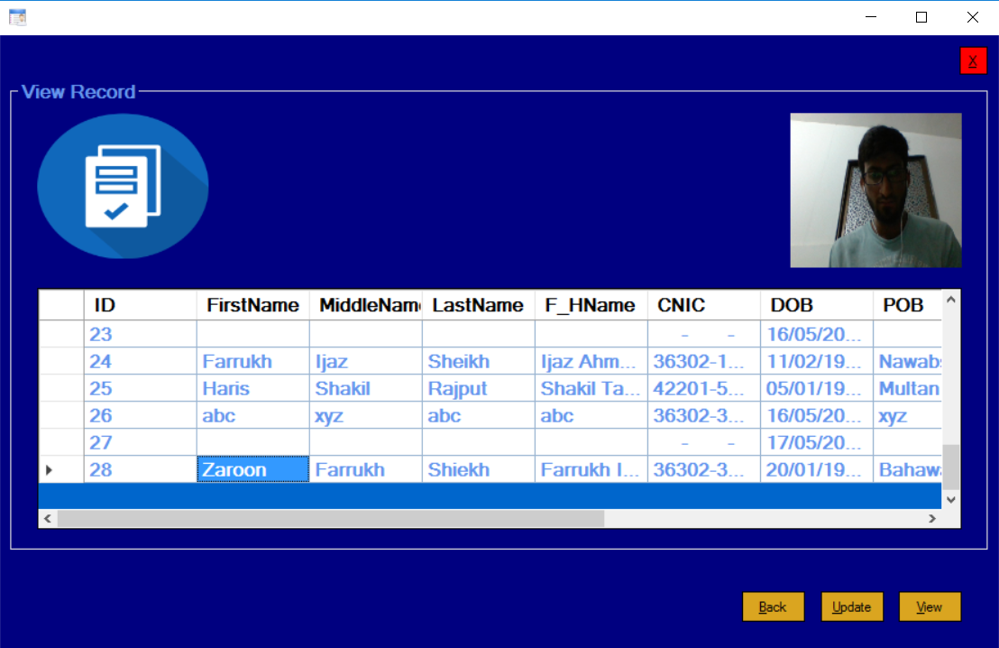 X
View Record
ID FirstName MiddleNam LastName F_HName CNIC DOB POB
23 - - 16/05/20...
24 Farrukh Ijaz Sheikh Ijaz Ahm... 36302-1... 11/02/19... Nawab
25 Haris Shakil Rajput Shakil Ta... 42201-5... 05/01/19... Multan
26 abc xyz abc abc 36302-3... 16/05/20... xyz
27 - - 17/05/20...
28 Zaroon Farrukh Shiekh Farrukh I... 36302-3... 20/01/19... Bahaw
Back Update View